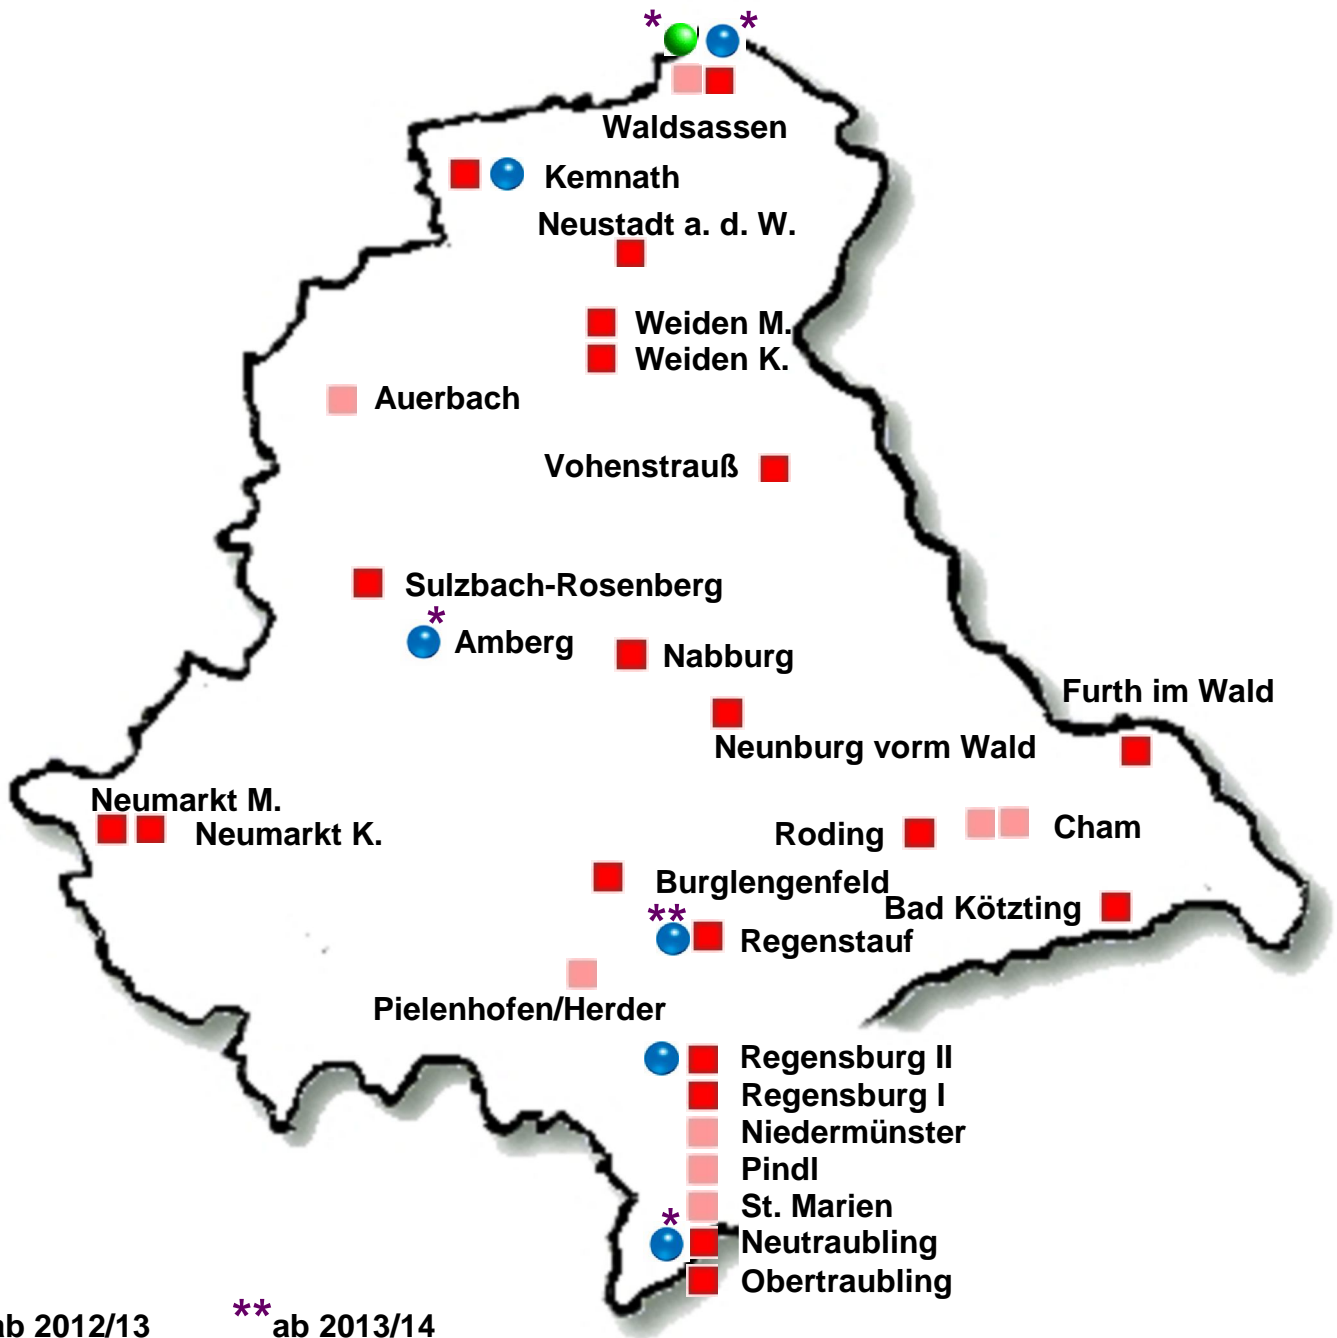 * *
Waldsassen
Kemnath
Neustadt a. d. W.
Weiden M.
Weiden K.
Auerbach
Vohenstrauß
Sulzbach-Rosenberg
*
Amberg
Nabburg
Furth im Wald
Neunburg vorm Wald
Neumarkt M.
Neumarkt K.
Roding
Cham
Burglengenfeld
Bad Kötzting
**
Regenstauf
Pielenhofen/Herder
Regensburg II
Regensburg I
Niedermünster
Pindl
St. Marien
*
Neutraubling
Obertraubling
ab 2012/13 **ab 2013/14